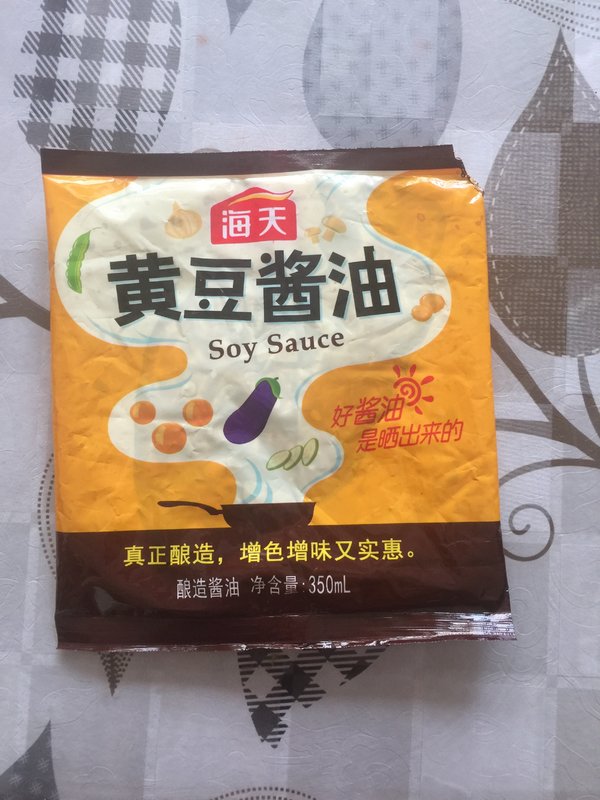 海天
黄豆酱油
Soy Sauce
好酱油
是晒出来的
真正酿造，增色增味又实惠。
酿造酱油 净含量:350mL